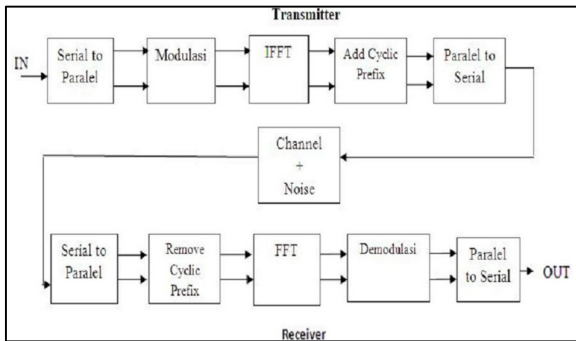 Transmitter
IN
Serial to
Paralel
Modulasi
IFFT
Add Cyclic
Prefix
Paralel to
Serial
Channel
+
Noise
Serial to
Paralel
Remove
Cyclic
Prefix
FFT
Demodulasi
Paralel
to Serial
OUT
Receiver